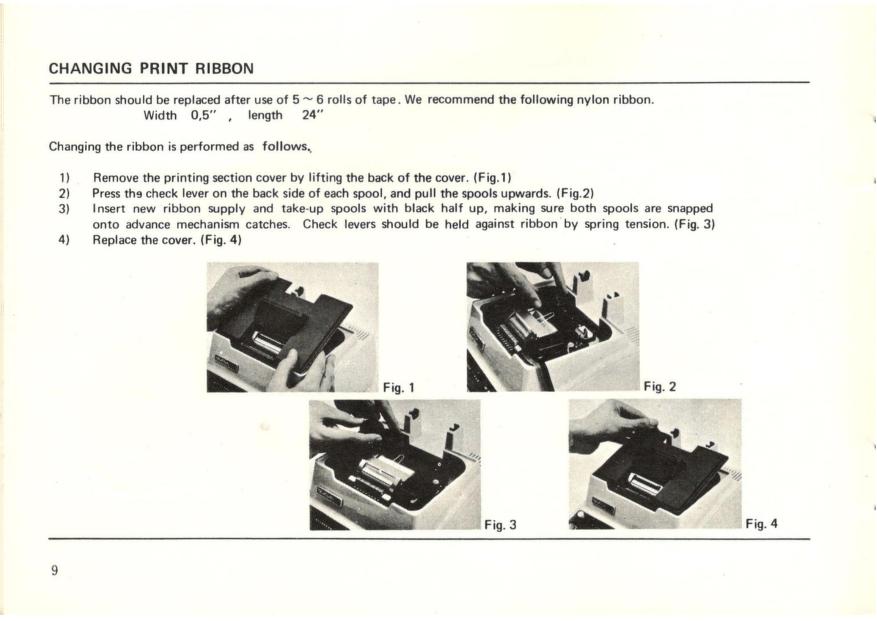 CHANGING PRINT RIBBON
The ribbon should be replaced after use of 5 ~ 6 rolls of tape. We recommend the following nylon ribbon.
Width 0,5" , length 24"
Changing the ribbon is performed as follows.
1) Remove the printing section cover by lifting the back of the cover. (Fig.1)
2) Press the check lever on the back side of each spool, and pull the spools upwards. (Fig.2)
3) Insert new ribbon supply and take-up spools with black half up, making sure both spools are snapped
onto advance mechanism catches. Check levers should be held against ribbon by spring tension. (Fig. 3)
4) Replace the cover. (Fig. 4)
Fig. 1
Fig. 2
Fig. 3
Fig. 4
9